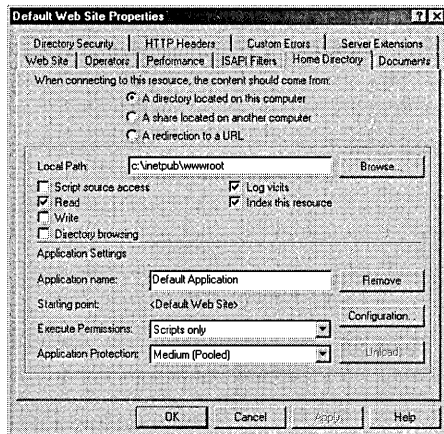 Default Web Site Properties
Directory Security HTTP Headers Custom Errors Server Extensions
Web Site Operators Performance ISAPI Filters Home Directory Documents
When connecting to this resource, the content should come from:
A directory located on this computer
A share located on another computer
A redirection to a URL
Local Path: c:\inetpub\wwwroot Browse...
Script source access Log visits
Read Index this resource
Write
Directory browsing
Application Settings
Application name: Default Application Remove
Starting point: <Default Web Site>
Configuration...
Execute Permissions: Scripts only
Application Protection: Medium (Pooled) Unload
OK Cancel Apply Help